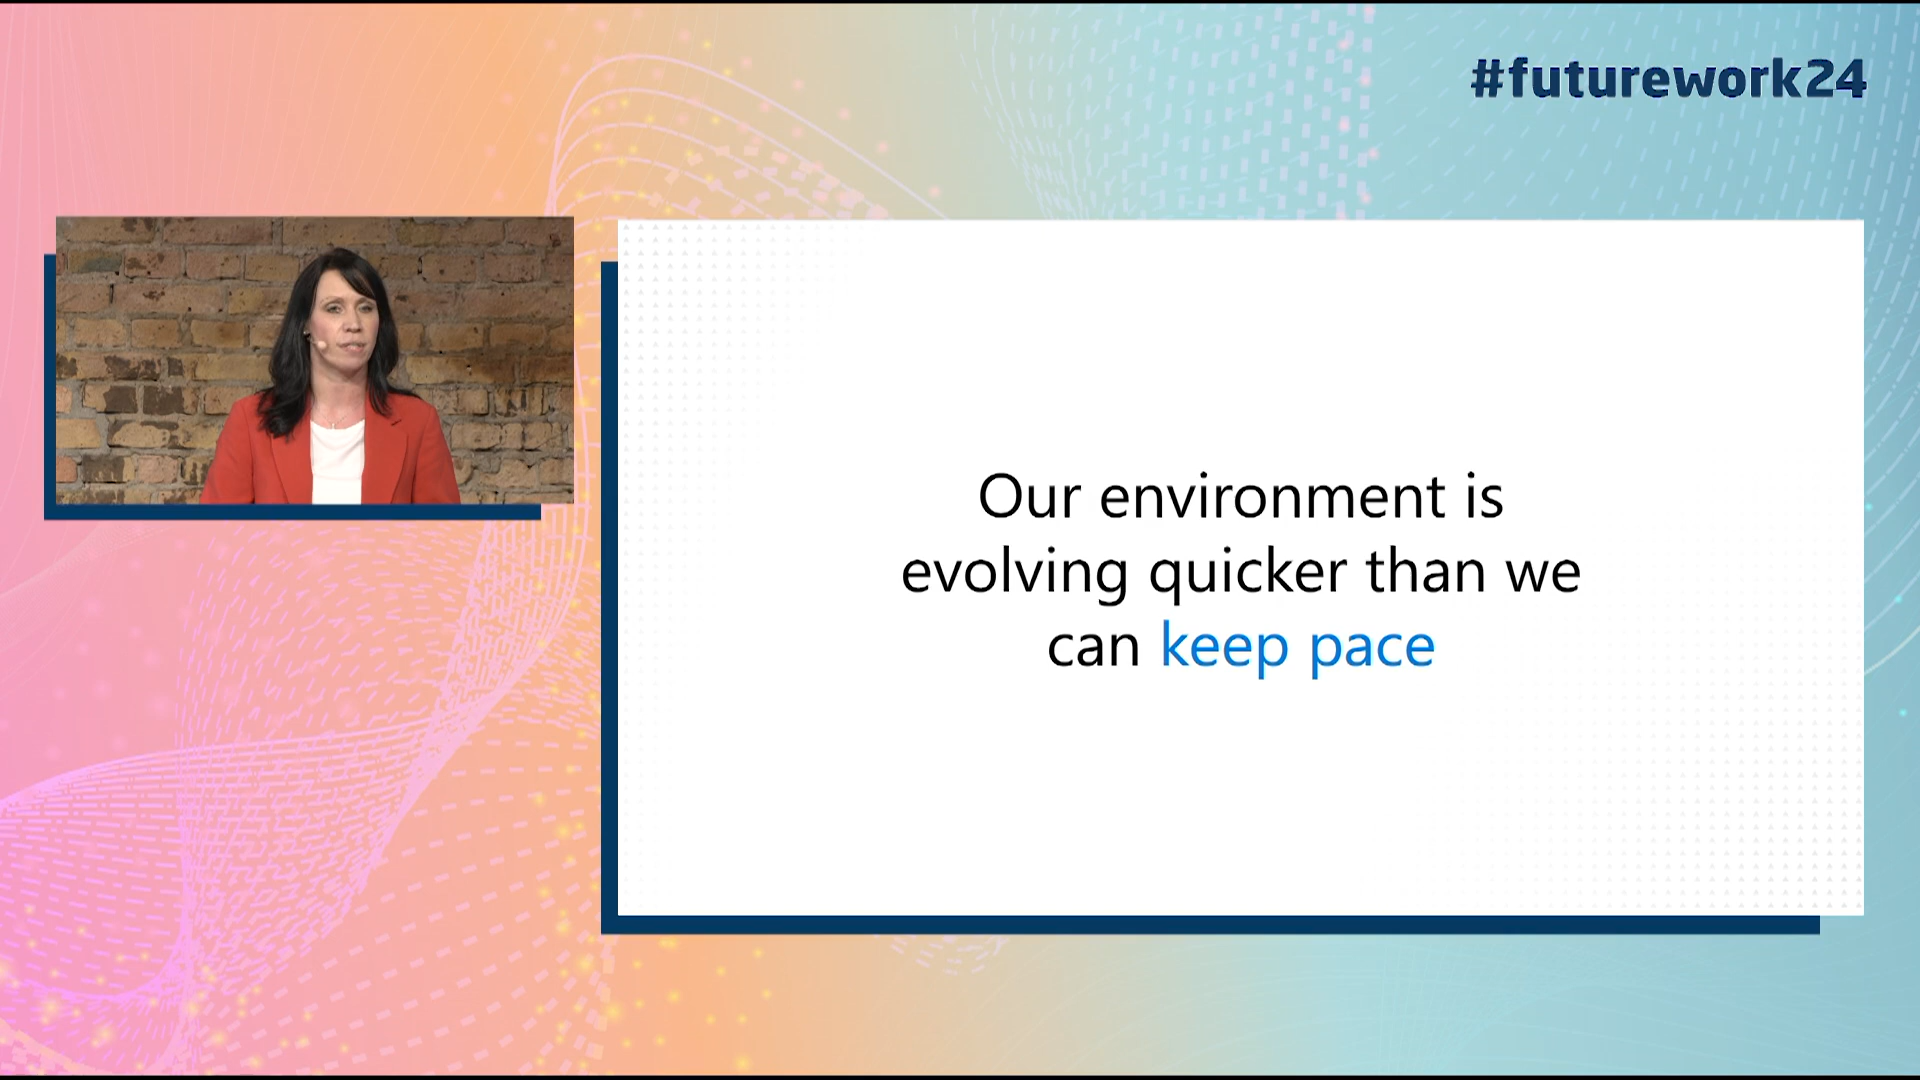 #futurework24
Our environment is
evolving quicker than we
can keep pace